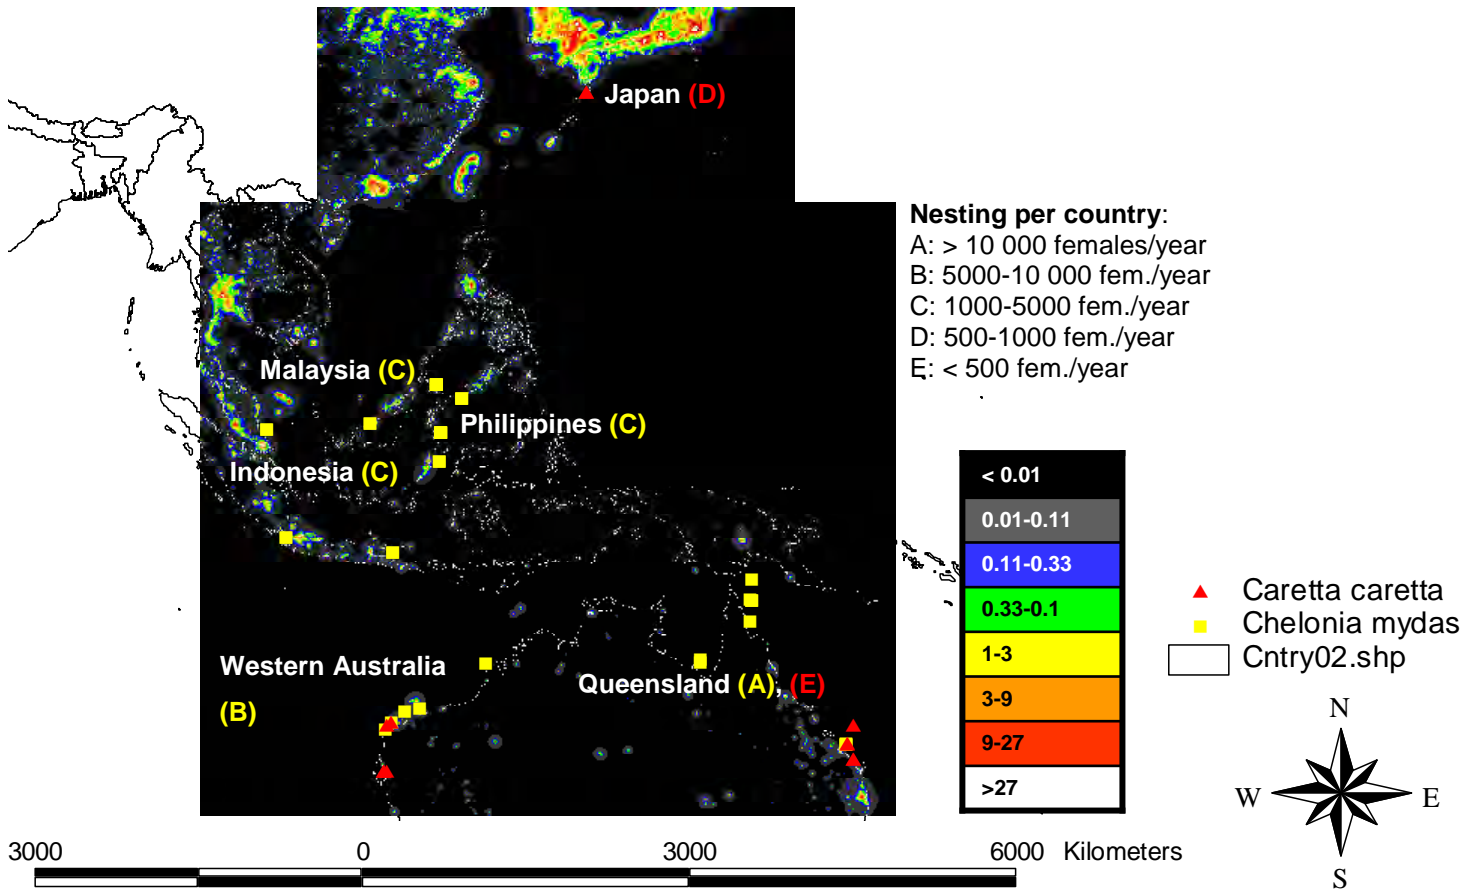 Japan (D)
Nesting per country:
A: > 10 000 females/year
B: 5000-10 000 fem./year
C: 1000-5000 fem./year
D: 500-1000 fem./year
E: < 500 fem./year
Malaysia (C)
Philippines (C)
Indonesia (C)
Western Australia
(B)
Queensland (A), (E)
< 0.01
0.01-0.11
0.11-0.33
0.33-0.1
1-3
3-9
9-27
>27
Caretta caretta
Chelonia mydas
Cntry02.shp
N
W E
S
3000 0 3000 6000 Kilometers